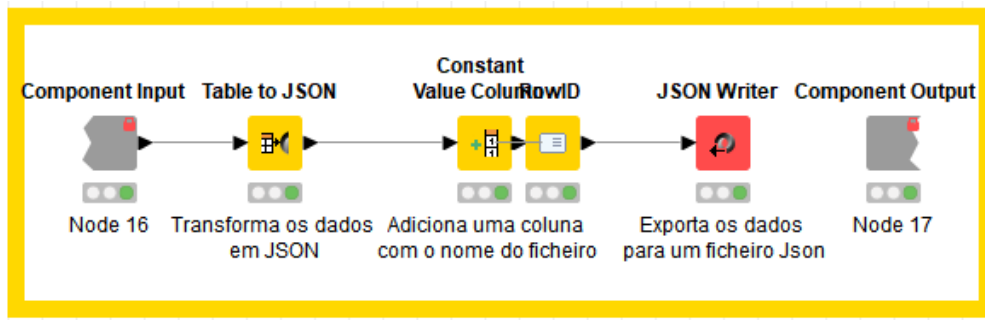 Component Input
Table to JSON
Constant
Value Column
RowID
JSON Writer
Component Output
Node 16
Transforma os dados
em JSON
Adiciona uma coluna
com o nome do ficheiro
Exporta os dados
para um ficheiro Json
Node 17